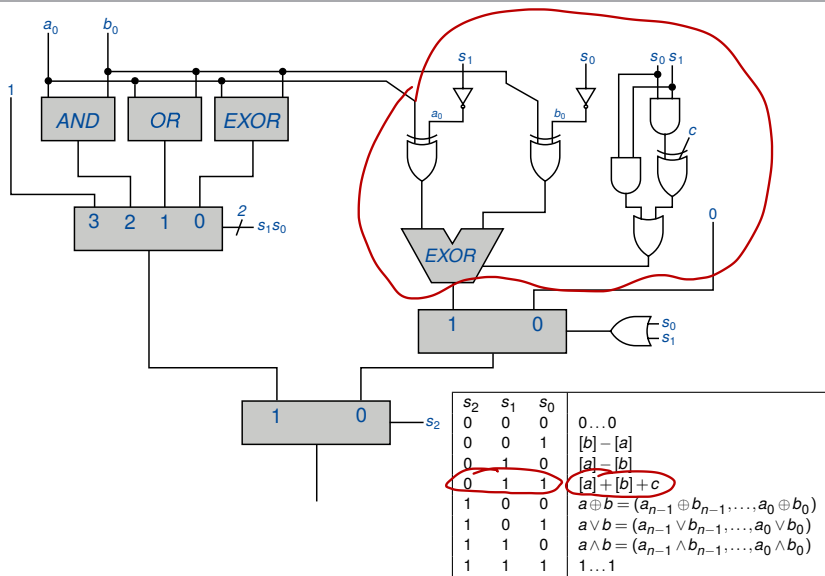 a₀ b₀
s₁ s₀ s₀ s₁
1
AND OR EXOR
a₀ b₀ c
3 2 1 0
2
s₁s₀
0
EXOR
1 0
s₀
s₁
1 0
s₂
s₂ s₁ s₀
0 0 0 0…0
0 0 1 [b]−[a]
0 1 0 [a]−[b]
0 1 1 [a]+[b]+c
1 0 0 a⊕b=(aₙ₋₁⊕bₙ₋₁,…,a₀⊕b₀)
1 0 1 a∨b=(aₙ₋₁∨bₙ₋₁,…,a₀∨b₀)
1 1 0 a∧b=(aₙ₋₁∧bₙ₋₁,…,a₀∧b₀)
1 1 1 1…1